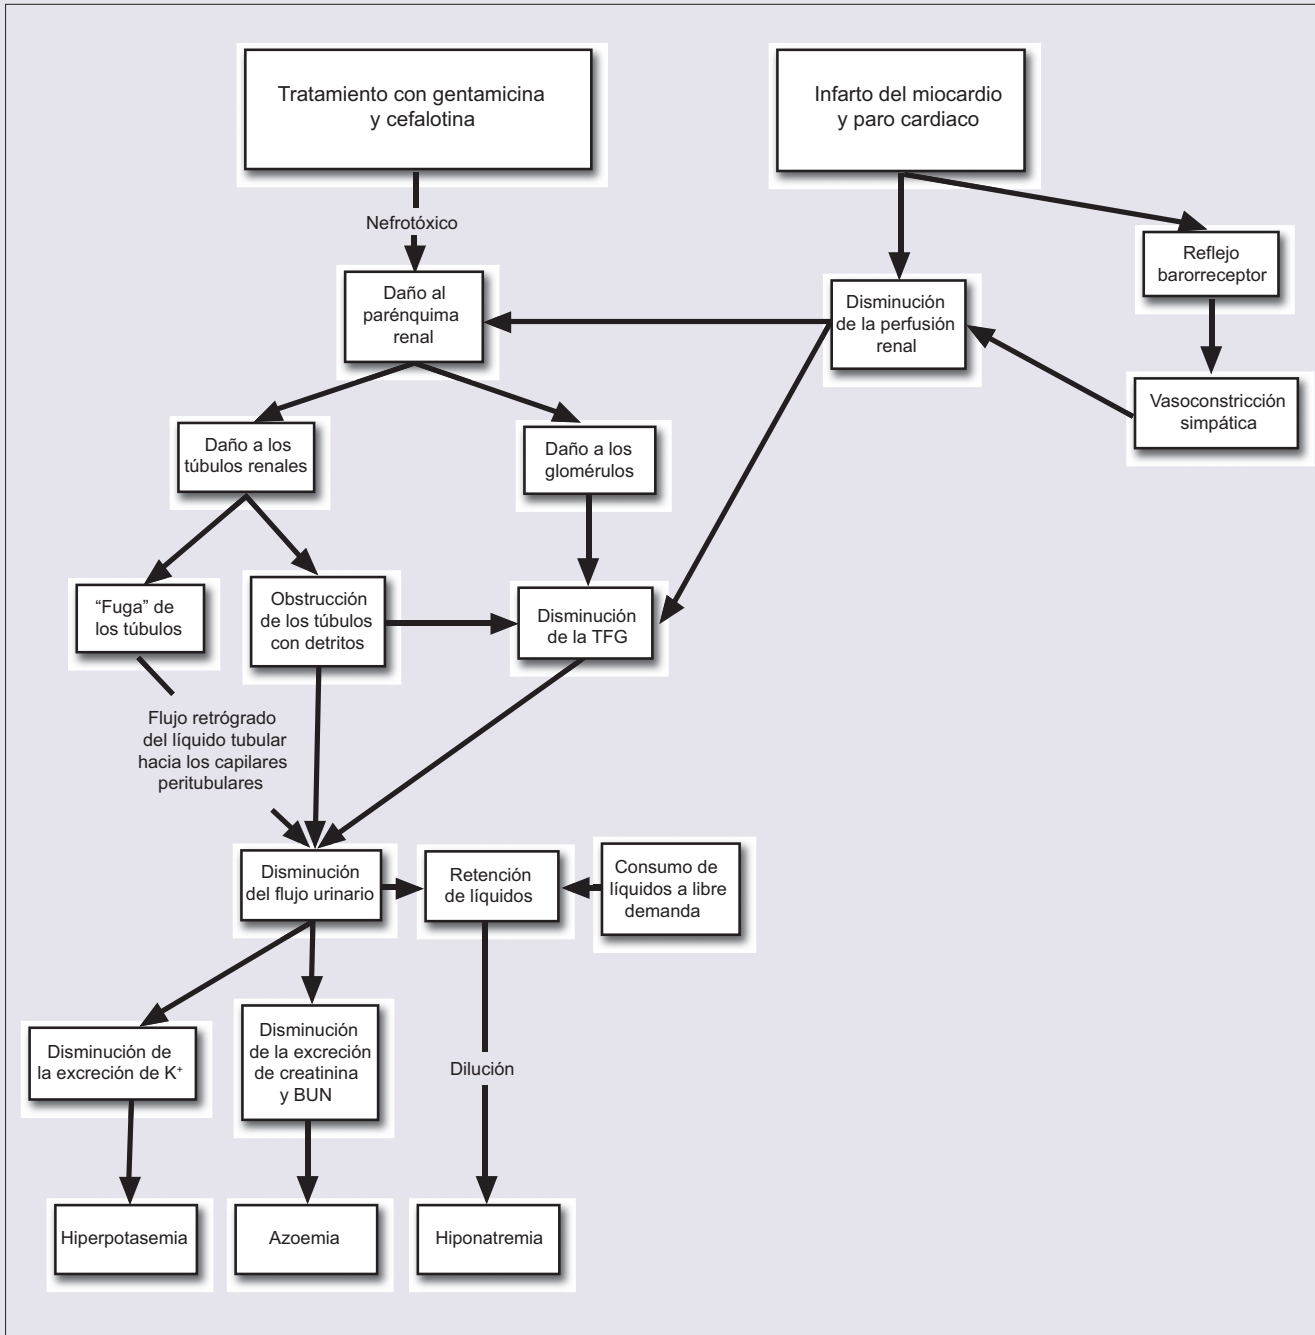 Tratamiento con gentamicina
y cefalotina
Infarto del miocardio
y paro cardiaco
Nefrotóxico
Reflejo
barorreceptor
Daño al
parénquima
renal
Disminución
de la perfusión
renal
Vasoconstricción
simpática
Daño a los
túbulos renales
Daño a los
glomérulos
“Fuga” de
los túbulos
Obstrucción
de los túbulos
con detritos
Disminución
de la TFG
Flujo retrógrado
del líquido tubular
hacia los capilares
peritubulares
Disminución
del flujo urinario
Retención
de líquidos
Consumo de
líquidos a libre
demanda
Disminución de
la excreción de K⁺
Disminución
de la excreción
de creatinina
y BUN
Dilución
Hiperpotasemia
Azoemia
Hiponatremia